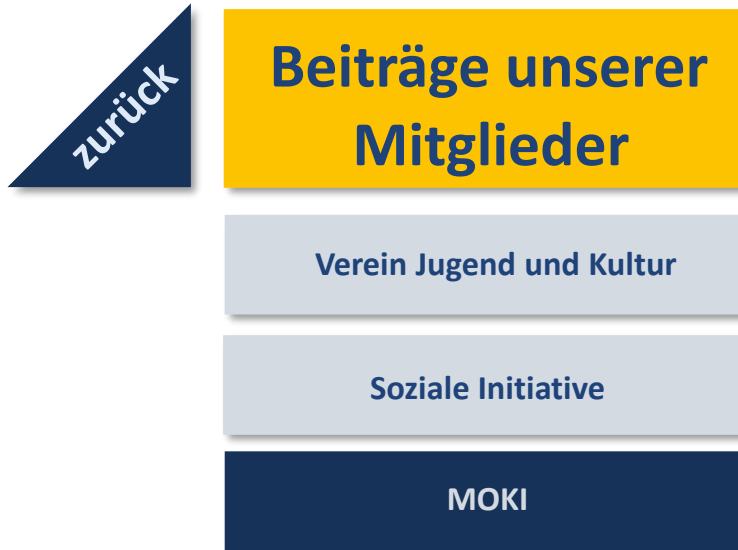 zurück
Beiträge unserer
Mitglieder
Verein Jugend und Kultur
Soziale Initiative
MOKI